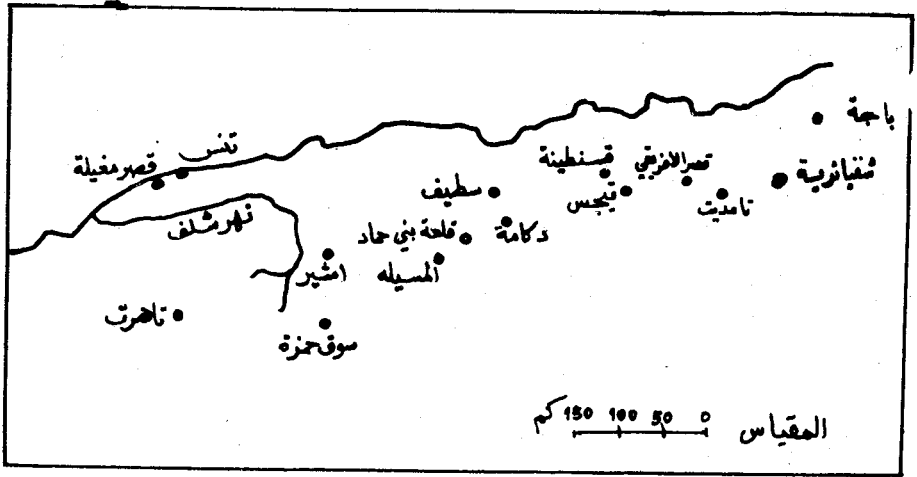 باجة
شقبانرية
تامديت
قصر الافريقي
قسنطينة
تيجس
سطيف
دكامة
قلعة بني حماد
المسيله
اشير
سوق حمزة
تنس
قصر مغيلة
نهر شلف
تاهرت
المقياس 0 50 100 150 كم